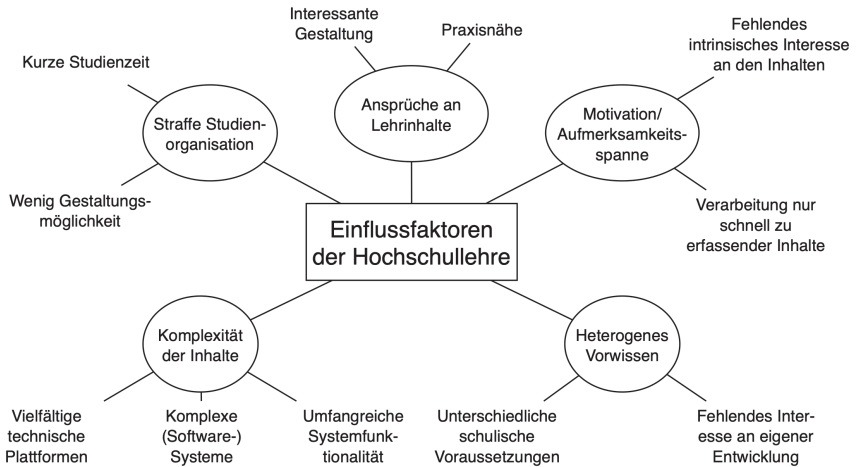 Interessante
Gestaltung
Praxisnähe
Fehlendes
intrinsisches Interesse
an den Inhalten
Kurze Studienzeit
Straffe Studien-
organisation
Ansprüche an
Lehrinhalte
Motivation/
Aufmerksamkeits-
spanne
Wenig Gestaltungs-
möglichkeit
Verarbeitung nur
schnell zu
erfassender Inhalte
Einflussfaktoren
der Hochschullehre
Komplexität
der Inhalte
Heterogenes
Vorwissen
Vielfältige
technische
Plattformen
Komplexe
(Software-)
Systeme
Umfangreiche
Systemfunk-
tionalität
Unterschiedliche
schulische
Voraussetzungen
Fehlendes Inter-
esse an eigener
Entwicklung